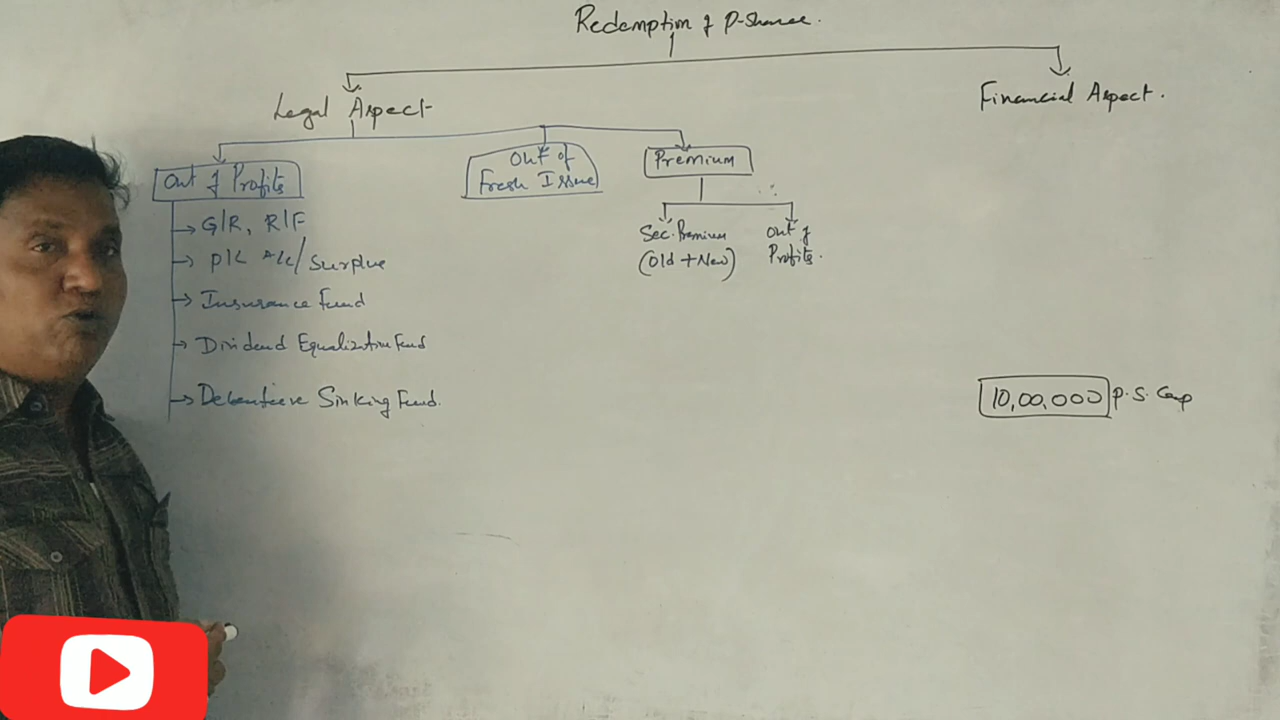 Redemption of P-Shares.
Legal Aspect
Financial Aspect.
Out of Profits
Out of
Fresh Issue
Premium
G/R, R/F
P/L A/c/Surplus
Insurance Fund
Dividend Equalization Fund
Debenture Sinking Fund.
Sec. Premium
(Old + New)
Out of
Profits.
10,00,000 P.S. Cap